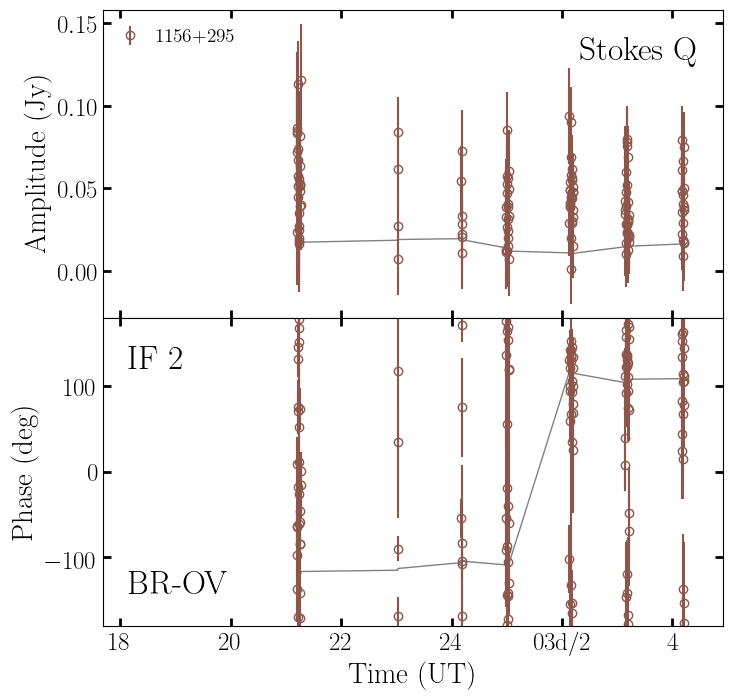 1156+295
Stokes Q
Amplitude (Jy)
0.15
0.10
0.05
0.00
IF 2
BR-OV
Phase (deg)
100
0
−100
18 20 22 24 03d/2 4
Time (UT)